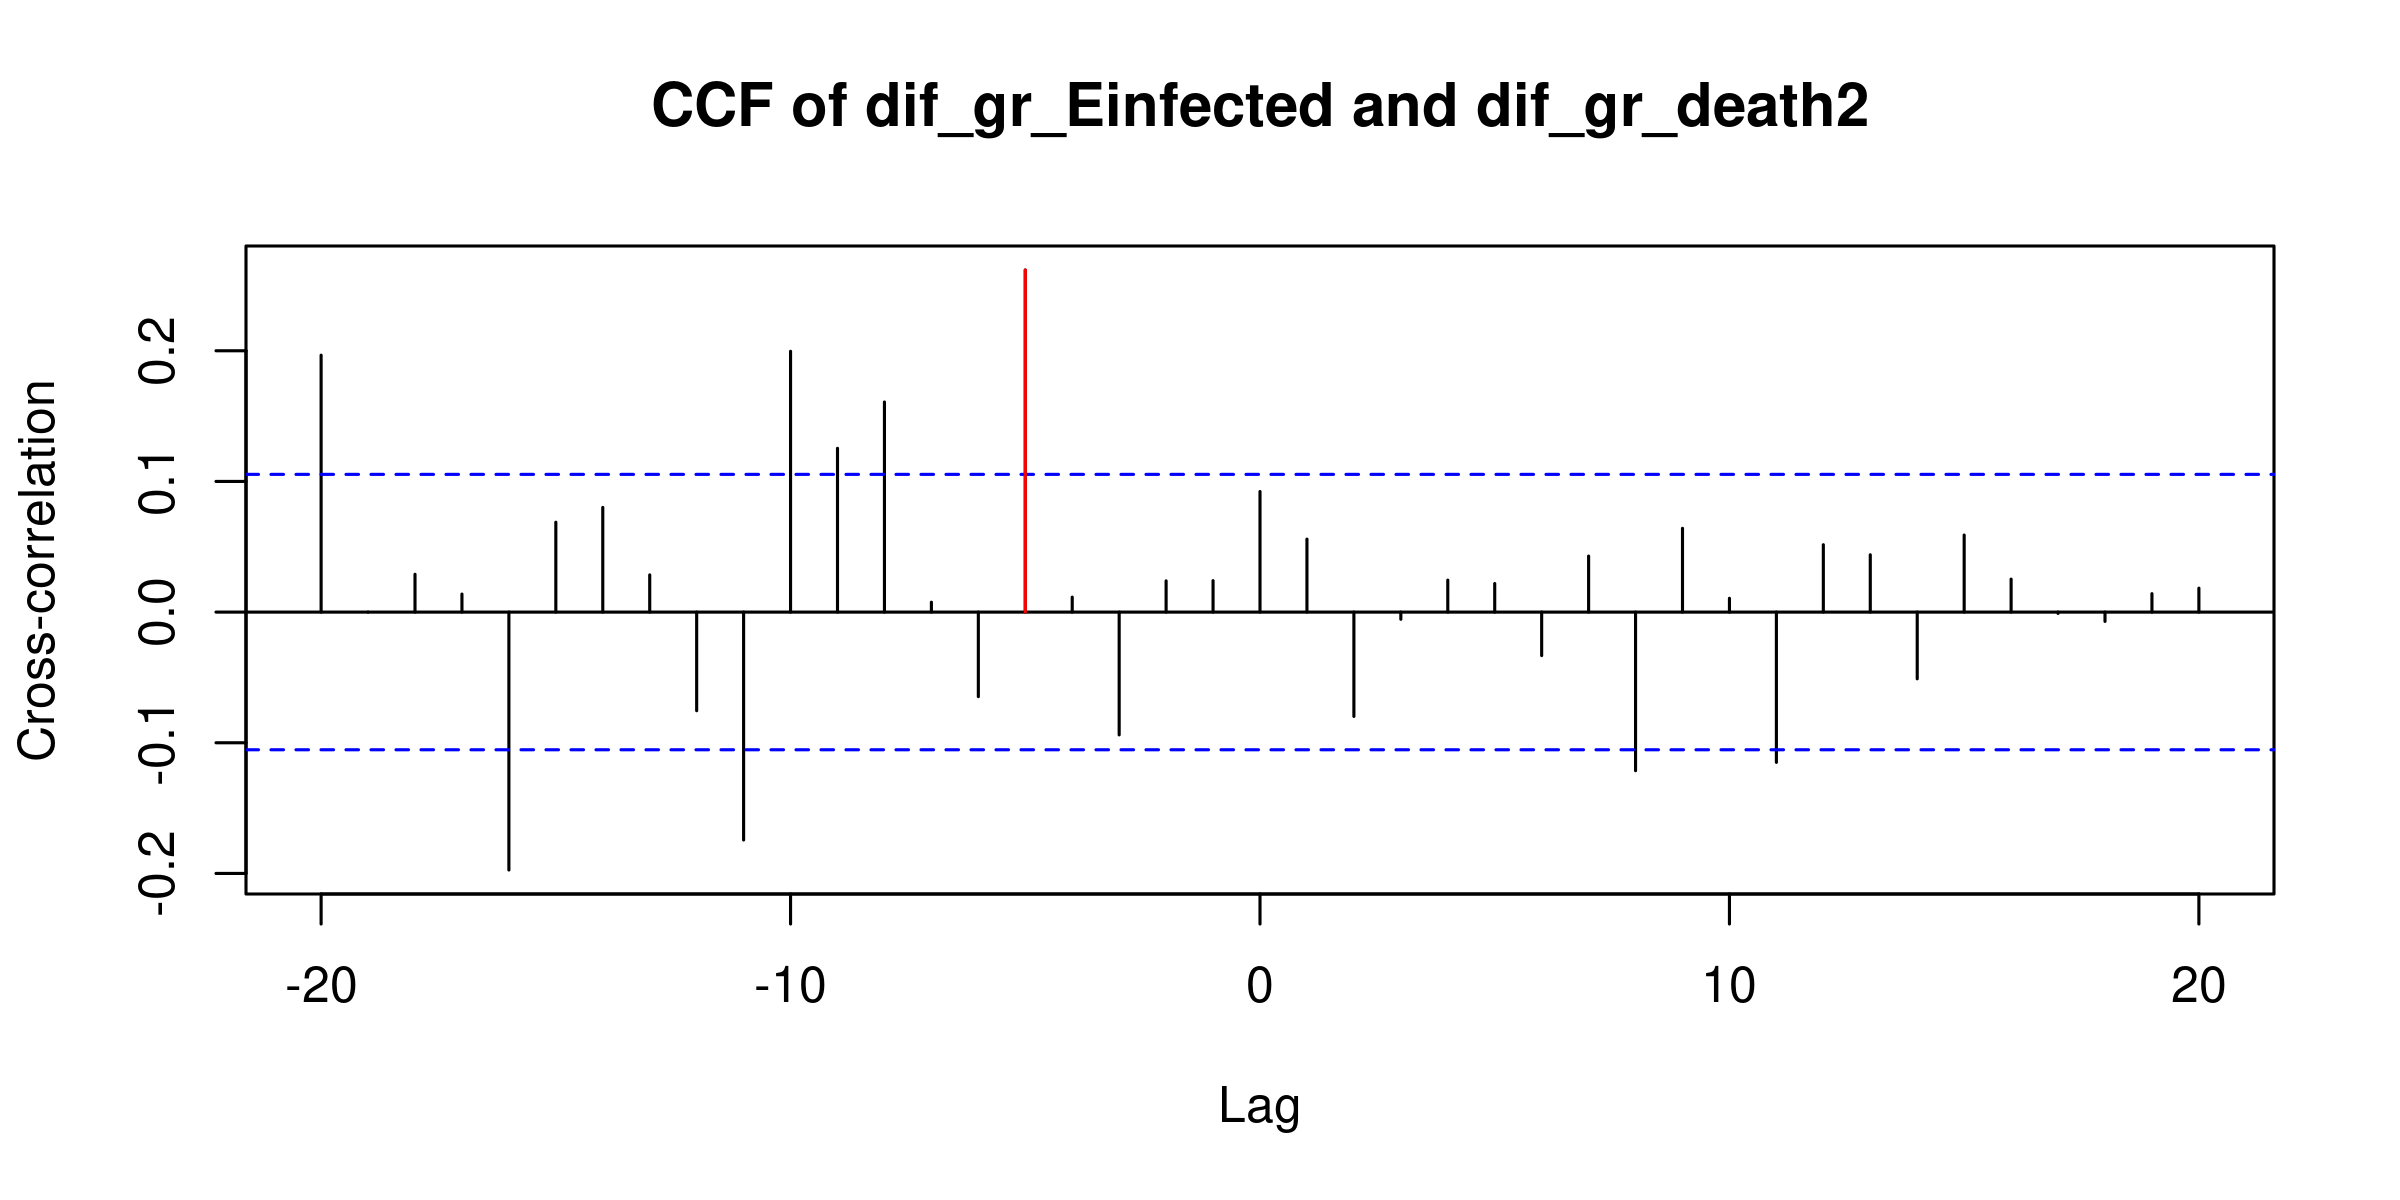 CCF of dif_gr_Einfected and dif_gr_death2
Cross-correlation
0.2
0.1
0.0
-0.1
-0.2
-20 -10 0 10 20
Lag